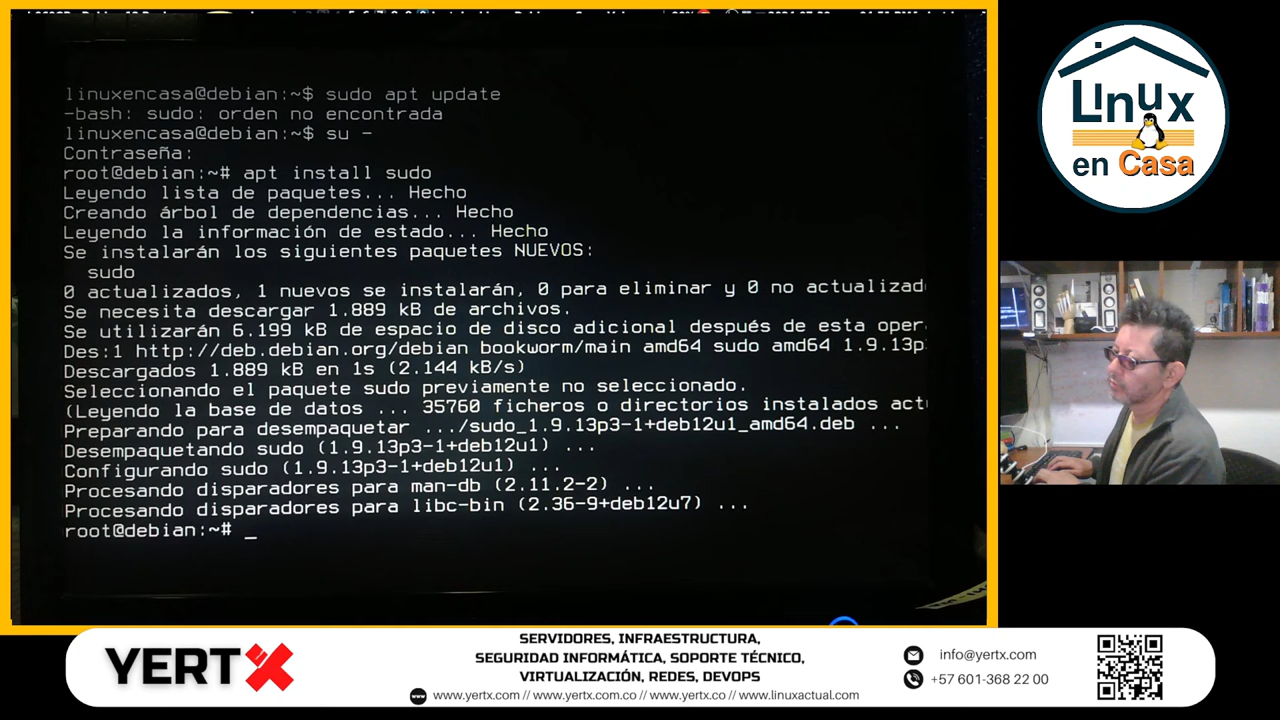 linuxencasa@debian:~$ sudo apt update
-bash: sudo: orden no encontrada
linuxencasa@debian:~$ su -
Contraseña:
root@debian:~# apt install sudo
Leyendo lista de paquetes... Hecho
Creando árbol de dependencias... Hecho
Leyendo la información de estado... Hecho
Se instalarán los siguientes paquetes NUEVOS:
sudo
0 actualizados, 1 nuevos se instalarán, 0 para eliminar y 0 no actualizad
Se necesita descargar 1.889 kB de archivos.
Se utilizarán 6.199 kB de espacio de disco adicional después de esta oper
Des:1 http://deb.debian.org/debian bookworm/main amd64 sudo amd64 1.9.13p
Descargados 1.889 kB en 1s (2.144 kB/s)
Seleccionando el paquete sudo previamente no seleccionado.
(Leyendo la base de datos ... 35760 ficheros o directorios instalados act
Preparando para desempaquetar .../sudo_1.9.13p3-1+deb12u1_amd64.deb ...
Desempaquetando sudo (1.9.13p3-1+deb12u1) ...
Configurando sudo (1.9.13p3-1+deb12u1) ...
Procesando disparadores para man-db (2.11.2-2) ...
Procesando disparadores para libc-bin (2.36-9+deb12u7) ...
root@debian:~# _
LInux
en Casa
YERTX
SERVIDORES, INFRAESTRUCTURA,
SEGURIDAD INFORMÁTICA, SOPORTE TÉCNICO,
VIRTUALIZACIÓN, REDES, DEVOPS
www.yertx.com // www.yertx.com.co // www.yertx.co // www.linuxactual.com
info@yertx.com
+57 601-368 22 00